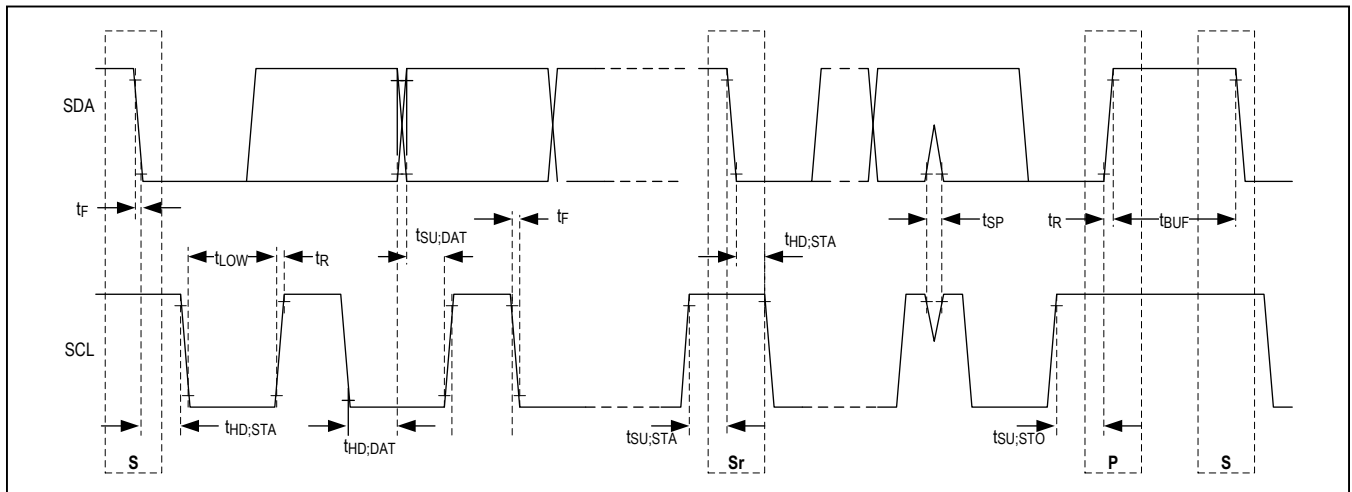 SDA
tF
tSU;DAT
tF
tHD;STA
tSP
tR
tBUF
tLOW
tR
SCL
tHD;STA
tHD;DAT
tSU;STA
tSU;STO
S
Sr
P
S